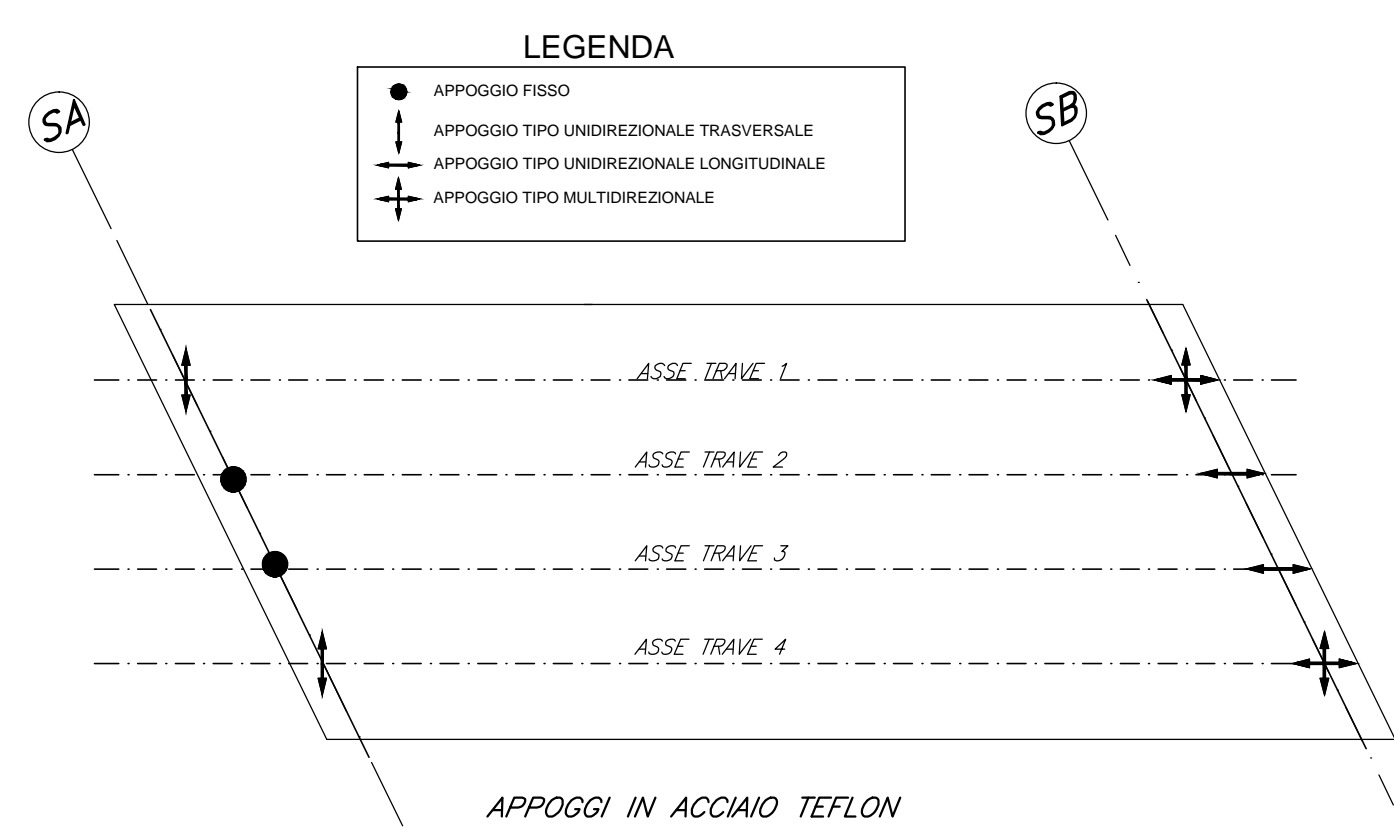 LEGENDA
APPOGGIO FISSO
APPOGGIO TIPO UNIDIREZIONALE TRASVERSALE
APPOGGIO TIPO UNIDIREZIONALE LONGITUDINALE
APPOGGIO TIPO MULTIDIREZIONALE
SA
SB
ASSE TRAVE 1
ASSE TRAVE 2
ASSE TRAVE 3
ASSE TRAVE 4
APPOGGI IN ACCIAIO TEFLON